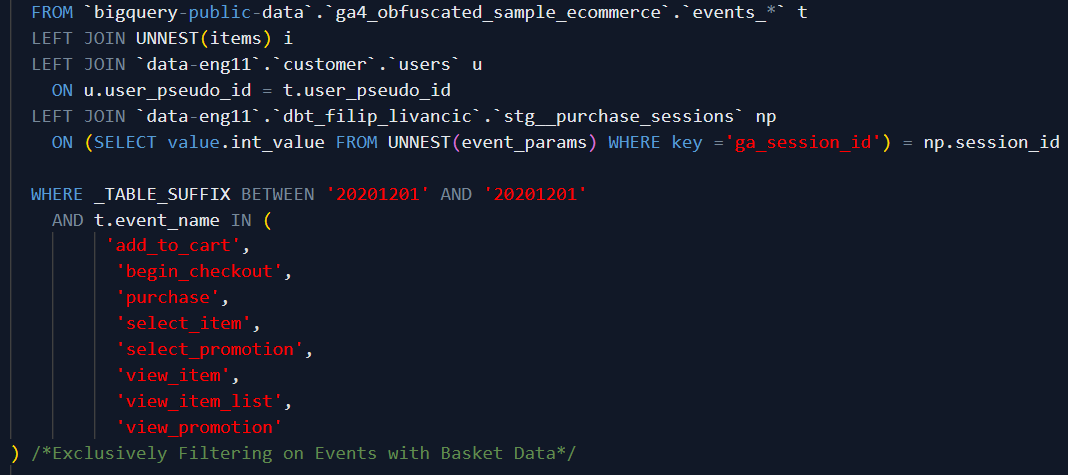 FROM `bigquery-public-data`.`ga4_obfuscated_sample_ecommerce`.`events_*` t
LEFT JOIN UNNEST(items) i
LEFT JOIN `data-eng11`.`customer`.`users` u
ON u.user_pseudo_id = t.user_pseudo_id
LEFT JOIN `data-eng11`.`dbt_filip_livancic`.`stg__purchase_sessions` np
ON (SELECT value.int_value FROM UNNEST(event_params) WHERE key ='ga_session_id') = np.session_id
WHERE _TABLE_SUFFIX BETWEEN '20201201' AND '20201201'
AND t.event_name IN (
'add_to_cart',
'begin_checkout',
'purchase',
'select_item',
'select_promotion',
'view_item',
'view_item_list',
'view_promotion'
) /*Exclusively Filtering on Events with Basket Data*/